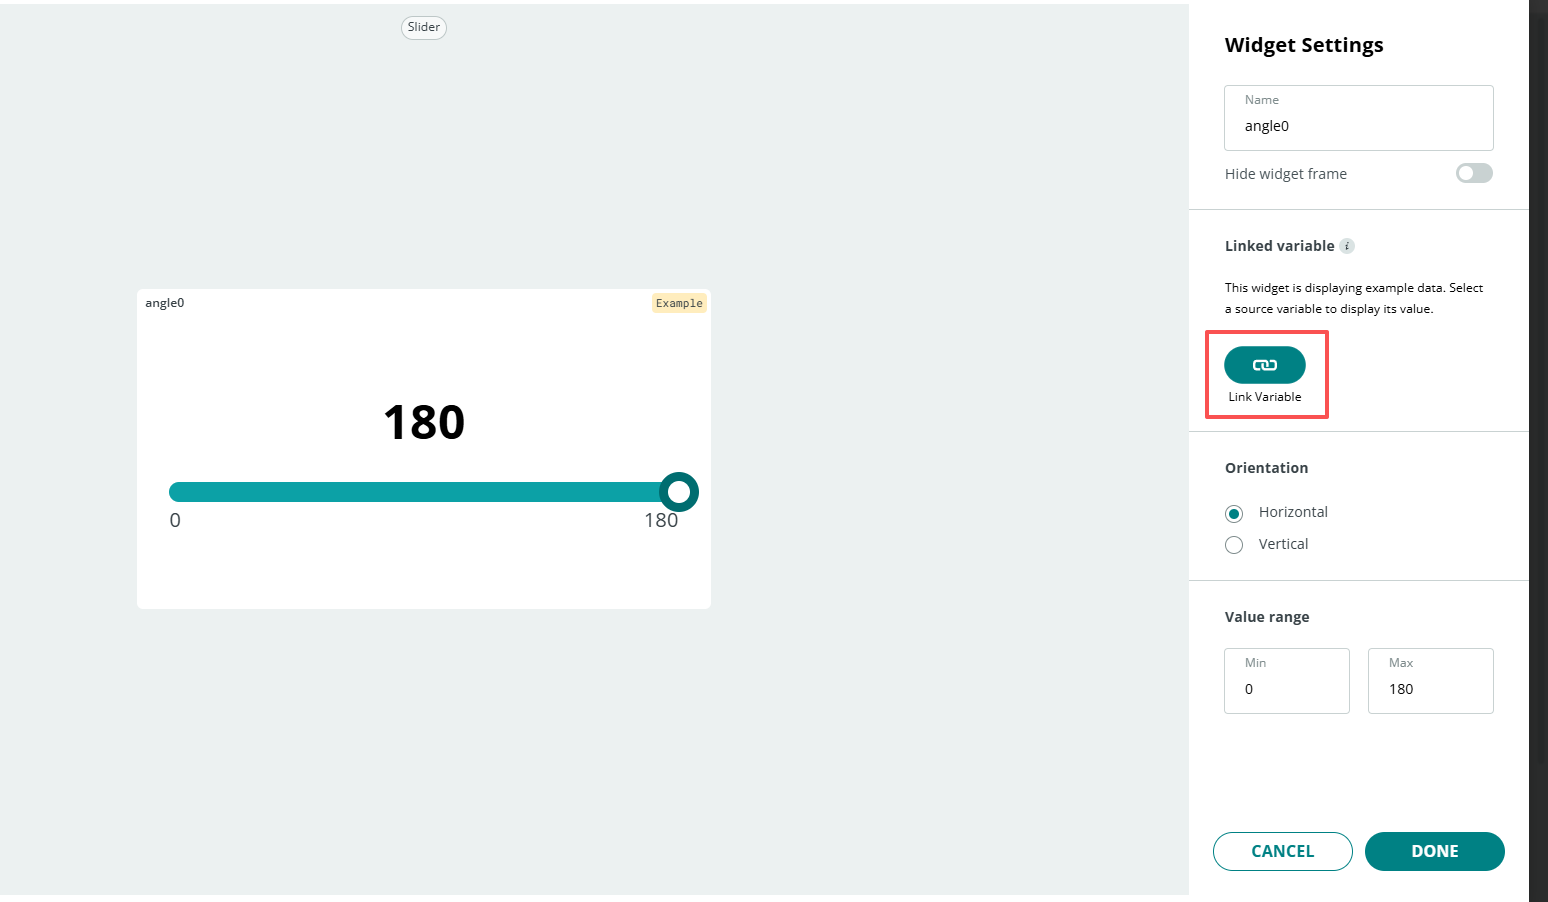 Slider
angle0
Example
180
0
180
Widget Settings
Name
angle0
Hide widget frame
Linked variable i
This widget is displaying example data. Select
a source variable to display its value.
Link Variable
Orientation
Horizontal
Vertical
Value range
Min
0
Max
180
CANCEL
DONE